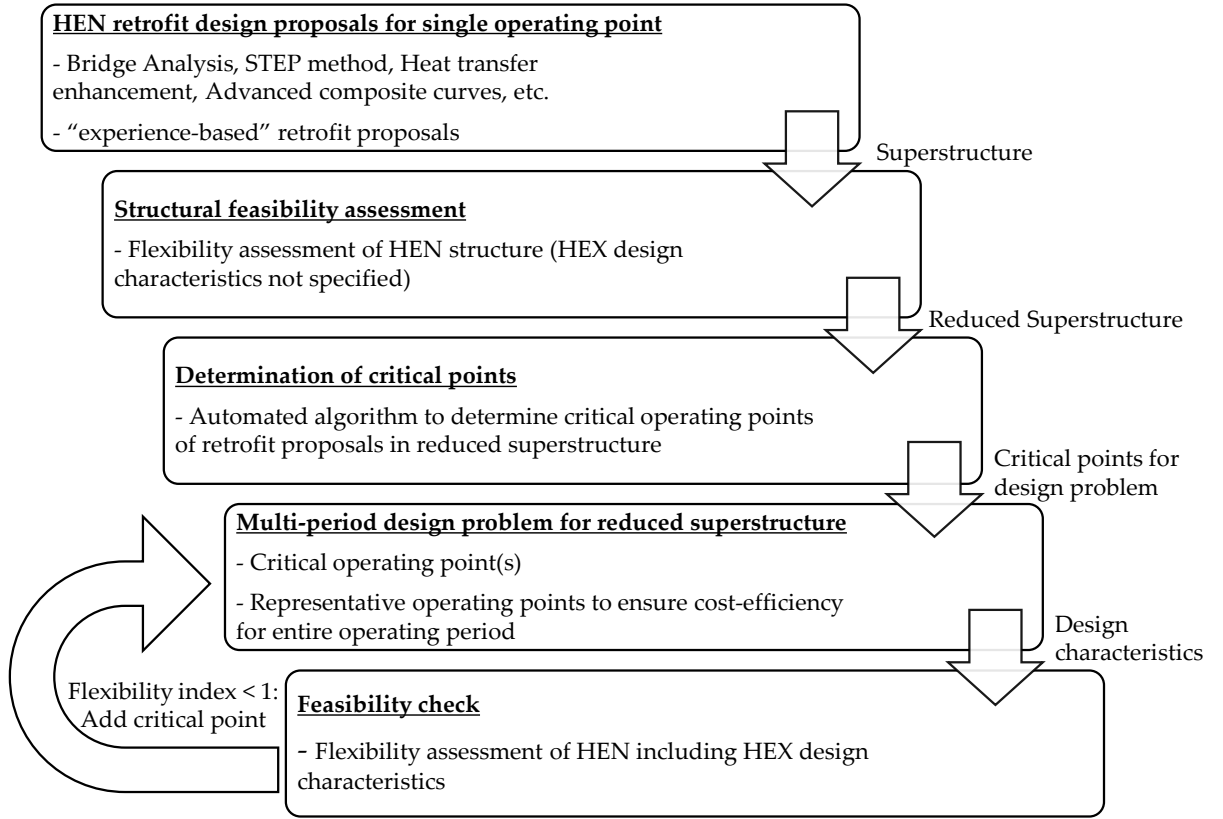 HEN retrofit design proposals for single operating point
- Bridge Analysis, STEP method, Heat transfer
enhancement, Advanced composite curves, etc.
- “experience-based” retrofit proposals
Superstructure
Structural feasibility assessment
- Flexibility assessment of HEN structure (HEX design
characteristics not specified)
Reduced Superstructure
Determination of critical points
- Automated algorithm to determine critical operating points
of retrofit proposals in reduced superstructure
Critical points for
design problem
Multi-period design problem for reduced superstructure
- Critical operating point(s)
- Representative operating points to ensure cost-efficiency
for entire operating period
Design
characteristics
Flexibility index < 1:
Add critical point
Feasibility check
- Flexibility assessment of HEN including HEX design
characteristics